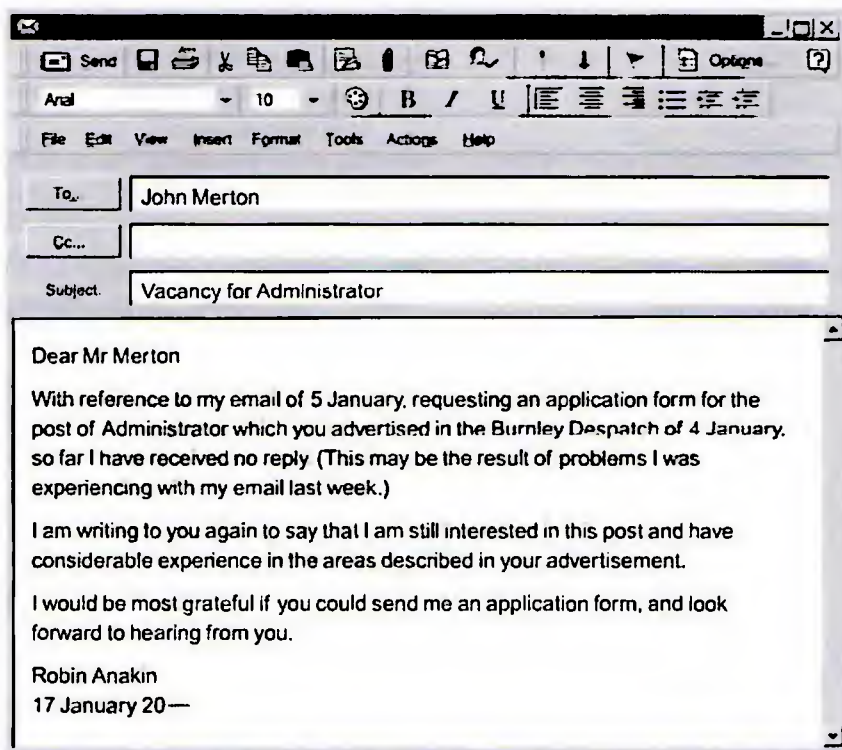 Send
Options
Arial 10 B I U
File Edit View Insert Format Tools Actions Help
To... John Merton
Cc...
Subject. Vacancy for Administrator
Dear Mr Merton
With reference to my email of 5 January, requesting an application form for the
post of Administrator which you advertised in the Burnley Despatch of 4 January,
so far I have received no reply (This may be the result of problems I was
experiencing with my email last week.)
I am writing to you again to say that I am still interested in this post and have
considerable experience in the areas described in your advertisement.
I would be most grateful if you could send me an application form, and look
forward to hearing from you.
Robin Anakin
17 January 20—